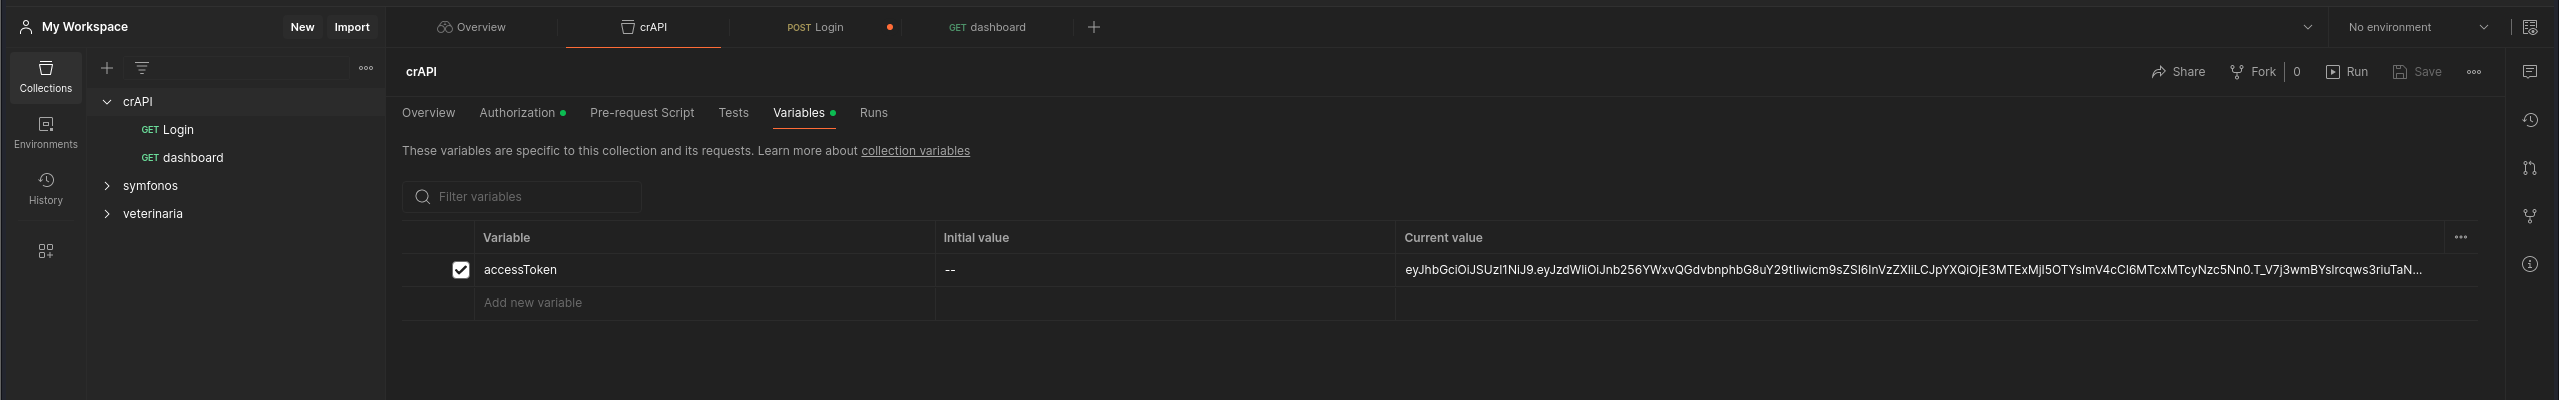 My Workspace
New Import
Overview
crAPI
POST Login
GET dashboard
No environment
Collections
Environments
History
crAPI
GET Login
GET dashboard
symfonos
veterinaria
crAPI
Share
Fork 0
Run
Save
Overview Authorization Pre-request Script Tests Variables Runs
These variables are specific to this collection and its requests. Learn more about collection variables
Filter variables
Variable Initial value Current value
accessToken -- eyJhbGciOiJSUzI1NiJ9.eyJzdWIiOiJnb256YWxvQGdvbnphbG8uY29tIiwicm9sZSI6InVzZXIiLCJpYXQiOjE3MTExMjI5OTYsImV4cCI6MTcxMTcyNzc5Nn0.T_V7j3wmBYsIrcqws3riuTaN...
Add new variable